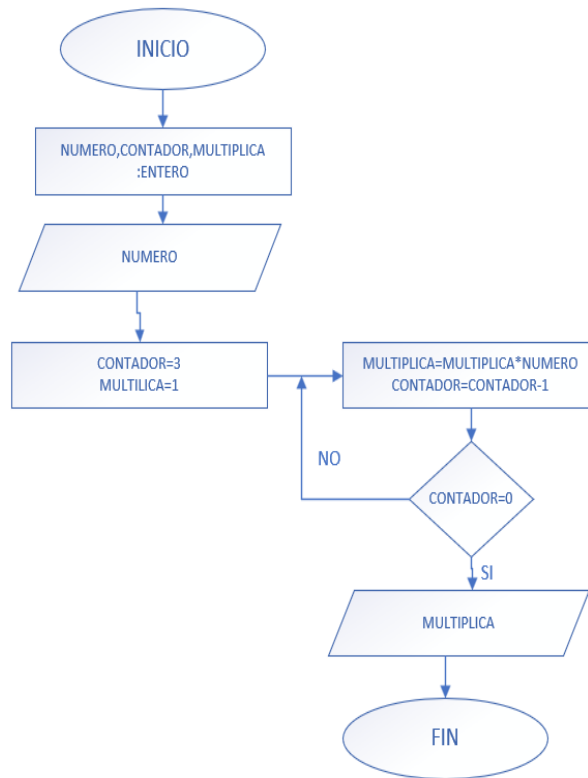 INICIO
NUMERO,CONTADOR,MULTIPLICA
:ENTERO
NUMERO
CONTADOR=3
MULTILICA=1
MULTIPLICA=MULTIPLICA*NUMERO
CONTADOR=CONTADOR-1
NO
CONTADOR=0
SI
MULTIPLICA
FIN